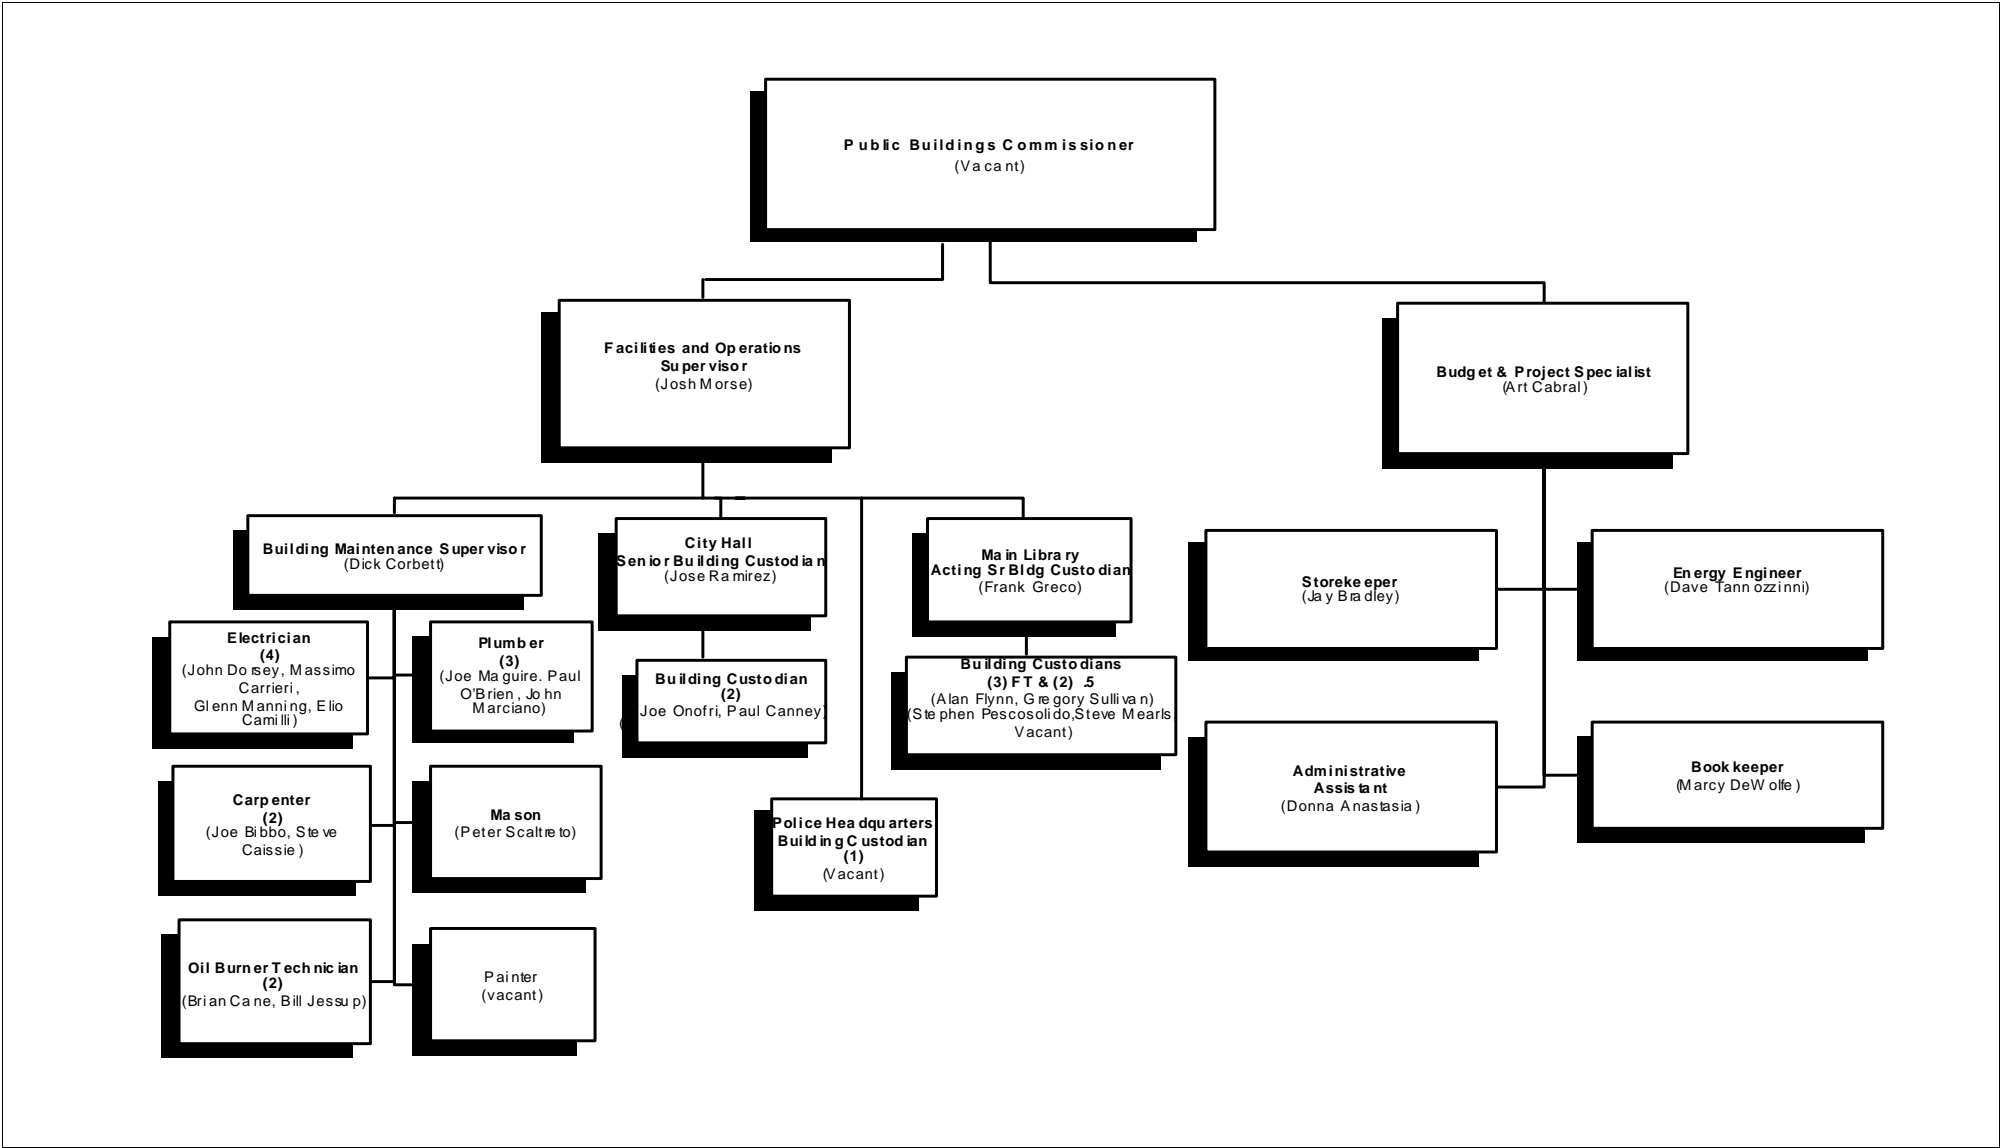 Public Buildings Commissioner
(Vacant)
Facilities and Operations
Supervisor
(Josh Morse)
Budget & Project Specialist
(Art Cabral)
Building Maintenance Supervisor
(Dick Corbett)
City Hall
Senior Building Custodian
(Jose Ramirez)
Main Library
Acting Sr Bldg Custodian
(Frank Greco)
Storekeeper
(Jay Bradley)
Energy Engineer
(Dave Tannozzinni)
Electrician
(4)
(John Dorsey, Massimo
Carrieri,
Glenn Manning, Elio
Camilli)
Plumber
(3)
(Joe Maguire. Paul
O'Brien, John
Marciano)
Building Custodian
(2)
(Joe Onofri, Paul Canney)
Building Custodians
(3) FT & (2) .5
(Alan Flynn, Gregory Sullivan)
(Stephen Pescosolido,Steve Mearls
Vacant)
Administrative
Assistant
(Donna Anastasia)
Bookkeeper
(Marcy DeWolfe)
Carpenter
(2)
(Joe Bibbo, Steve
Caissie)
Mason
(Peter Scaltreto)
Police Headquarters
Building Custodian
(1)
(Vacant)
Oil Burner Technician
(2)
(Brian Cane, Bill Jessup)
Painter
(vacant)